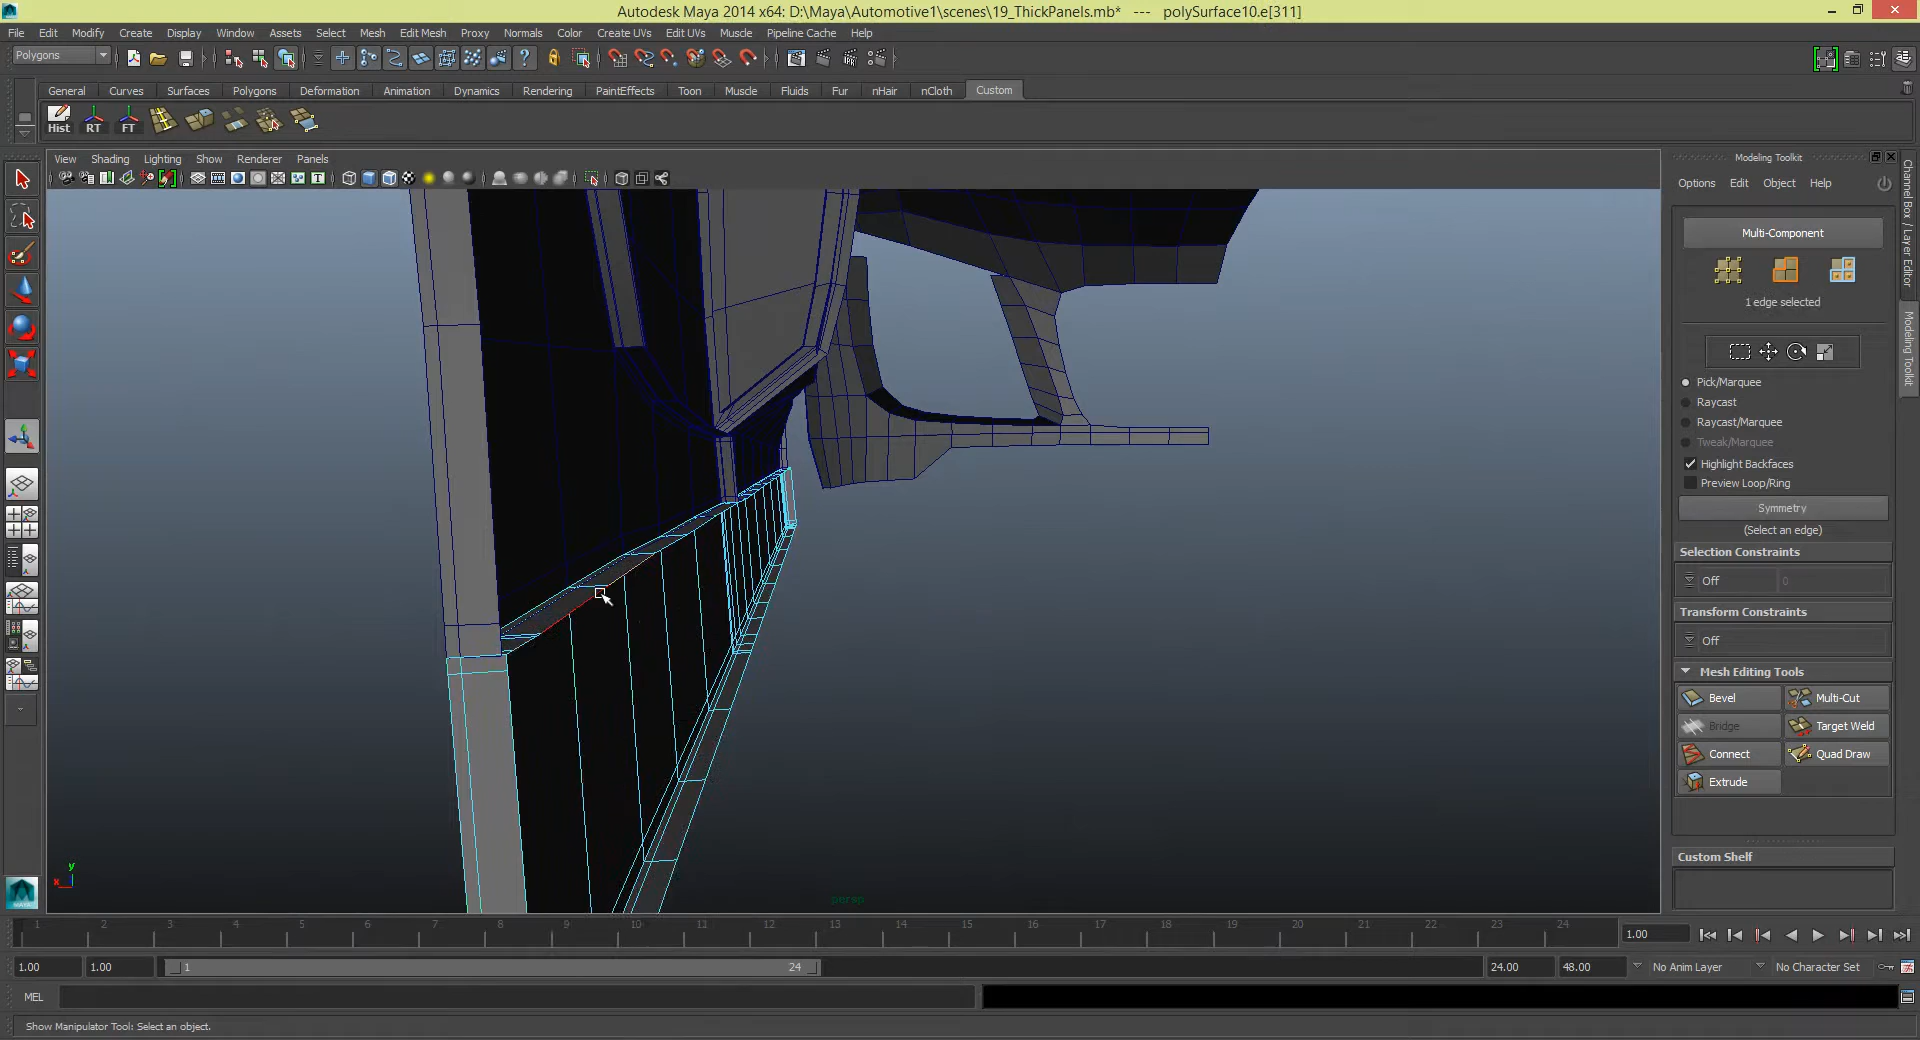 Autodesk Maya 2014 x64: D:\Maya\Automotive1\scenes\19_ThickPanels.mb* --- polySurface10.e[311]
File Edit Modify Create Display Window Assets Select Mesh Edit Mesh Proxy Normals Color Create UVs Edit UVs Muscle Pipeline Cache Help
Polygons
General Curves Surfaces Polygons Deformation Animation Dynamics Rendering PaintEffects Toon Muscle Fluids Fur nHair nCloth Custom
Hist RT FT
View Shading Lighting Show Renderer Panels
Modeling Toolkit
Options Edit Object Help
Multi-Component
1 edge selected
Pick/Marquee
Raycast
Raycast/Marquee
Tweak/Marquee
Highlight Backfaces
Preview Loop/Ring
Symmetry
(Select an edge)
Selection Constraints
Off 0
Transform Constraints
Off
Mesh Editing Tools
Bevel Multi-Cut
Bridge Target Weld
Connect Quad Draw
Extrude
Custom Shelf
Channel Box / Layer Editor
Modeling Toolkit
y
x
persp
1 2 3 4 5 6 7 8 9 10 11 12 13 14 15 16 17 18 19 20 21 22 23 24
1.00
1.00 1.00 1 24 24.00 48.00 No Anim Layer No Character Set
MEL
Show Manipulator Tool: Select an object.